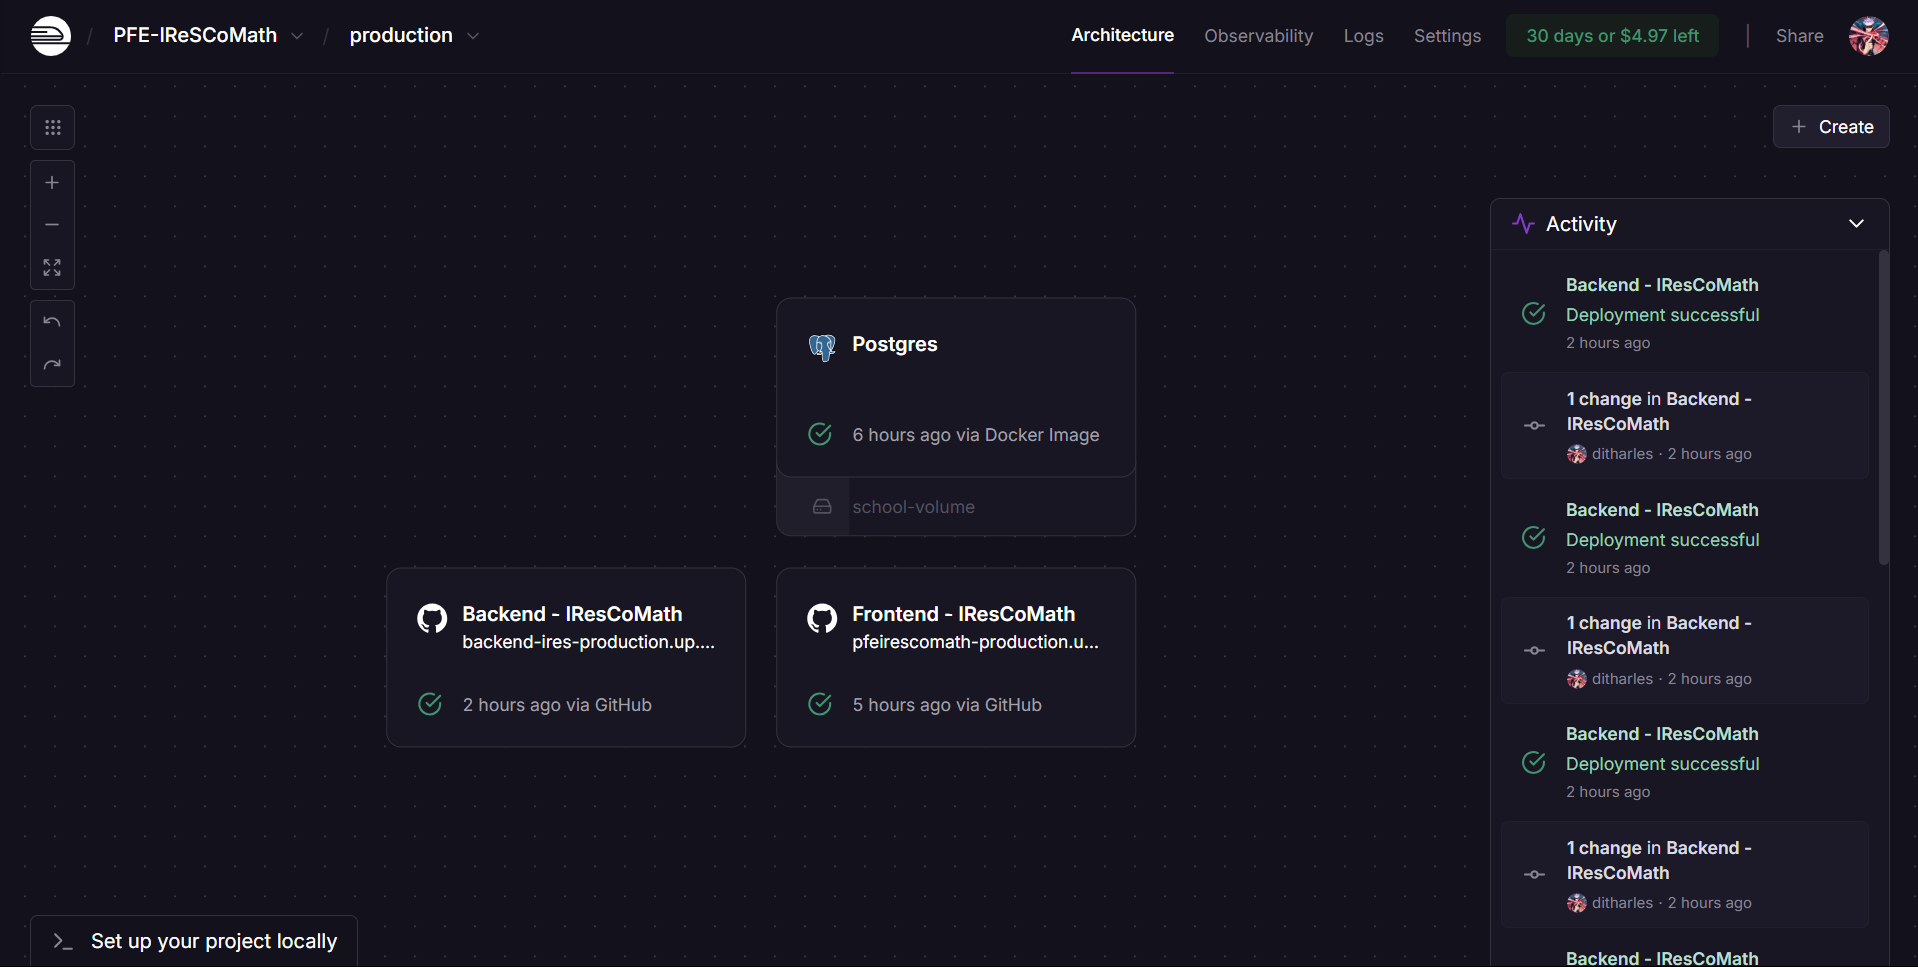 / PFE-IReSCoMath / production
Architecture Observability Logs Settings 30 days or $4.97 left Share
+ Create
Activity
Backend - IResCoMath
Deployment successful
2 hours ago
1 change in Backend -
IResCoMath
ditharles · 2 hours ago
Backend - IResCoMath
Deployment successful
2 hours ago
1 change in Backend -
IResCoMath
ditharles · 2 hours ago
Backend - IResCoMath
Deployment successful
2 hours ago
1 change in Backend -
IResCoMath
ditharles · 2 hours ago
Backend - IResCoMath
Postgres
6 hours ago via Docker Image
school-volume
Backend - IResCoMath
backend-ires-production.up....
2 hours ago via GitHub
Frontend - IResCoMath
pfeirescomath-production.u...
5 hours ago via GitHub
Set up your project locally